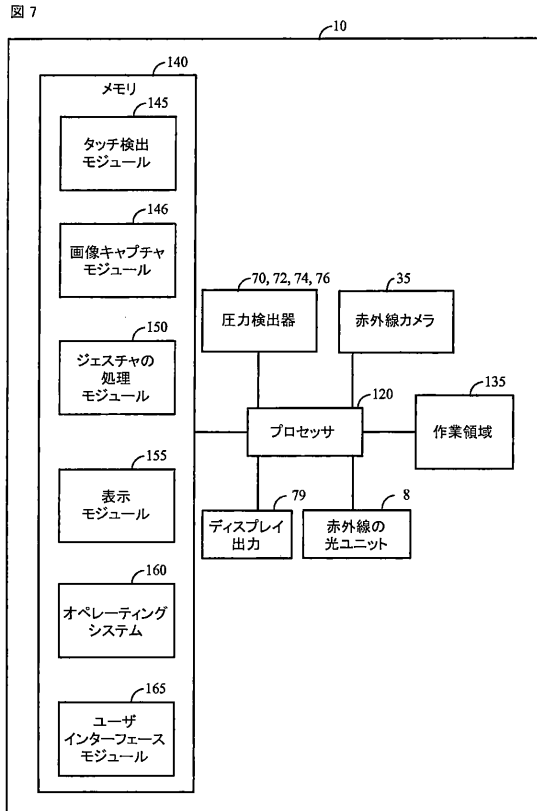 図 7
10
140
メモリ
145
タッチ検出
モジュール
146
画像キャプチャ
モジュール
150
ジェスチャの
処理
モジュール
155
表示
モジュール
160
オペレーティング
システム
165
ユーザ
インターフェース
モジュール
70, 72, 74, 76
圧力検出器
35
赤外線カメラ
120
プロセッサ
135
作業領域
79
ディスプレイ
出力
8
赤外線の
光ユニット